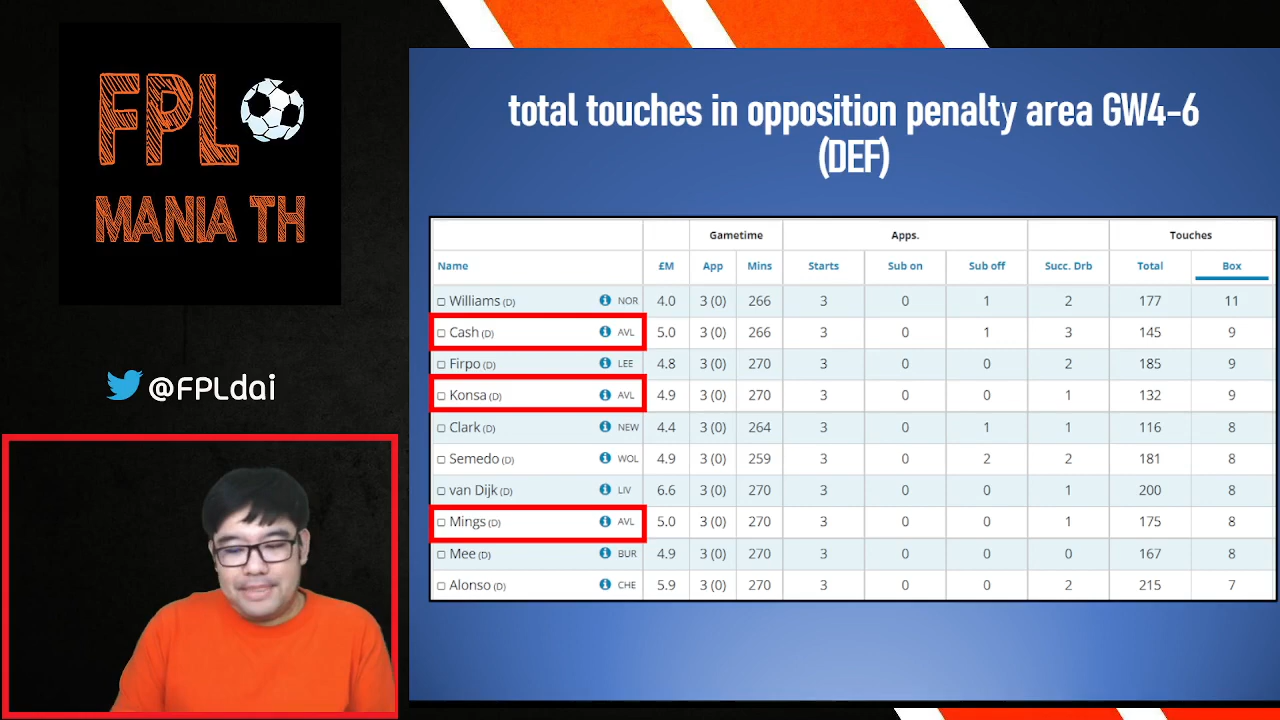 FPL
MANIA TH
@FPLdai
total touches in opposition penalty area GW4-6
(DEF)
Gametime Apps. Touches
Name £M App Mins Starts Sub on Sub off Succ. Drb Total Box
Williams (D) NOR 4.0 3 (0) 266 3 0 1 2 177 11
Cash (D) AVL 5.0 3 (0) 266 3 0 1 3 145 9
Firpo (D) LEE 4.8 3 (0) 270 3 0 0 2 185 9
Konsa (D) AVL 4.9 3 (0) 270 3 0 0 1 132 9
Clark (D) NEW 4.4 3 (0) 264 3 0 1 1 116 8
Semedo (D) WOL 4.9 3 (0) 259 3 0 2 2 181 8
van Dijk (D) LIV 6.6 3 (0) 270 3 0 0 1 200 8
Mings (D) AVL 5.0 3 (0) 270 3 0 0 1 175 8
Mee (D) BUR 4.9 3 (0) 270 3 0 0 0 167 8
Alonso (D) CHE 5.9 3 (0) 270 3 0 0 2 215 7